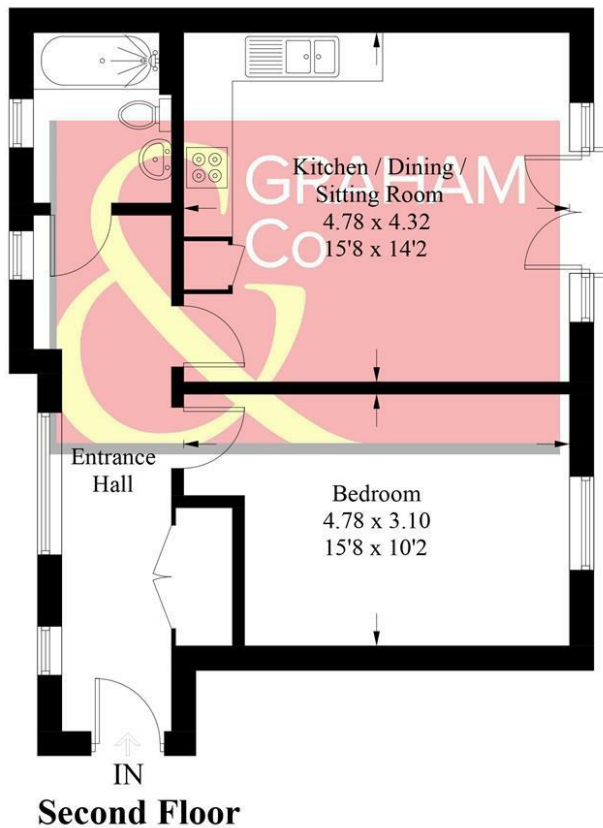 GRAHAM
& Co
Kitchen / Dining /
Sitting Room
4.78 x 4.32
15'8 x 14'2
Entrance
Hall
Bedroom
4.78 x 3.10
15'8 x 10'2
IN
Second Floor